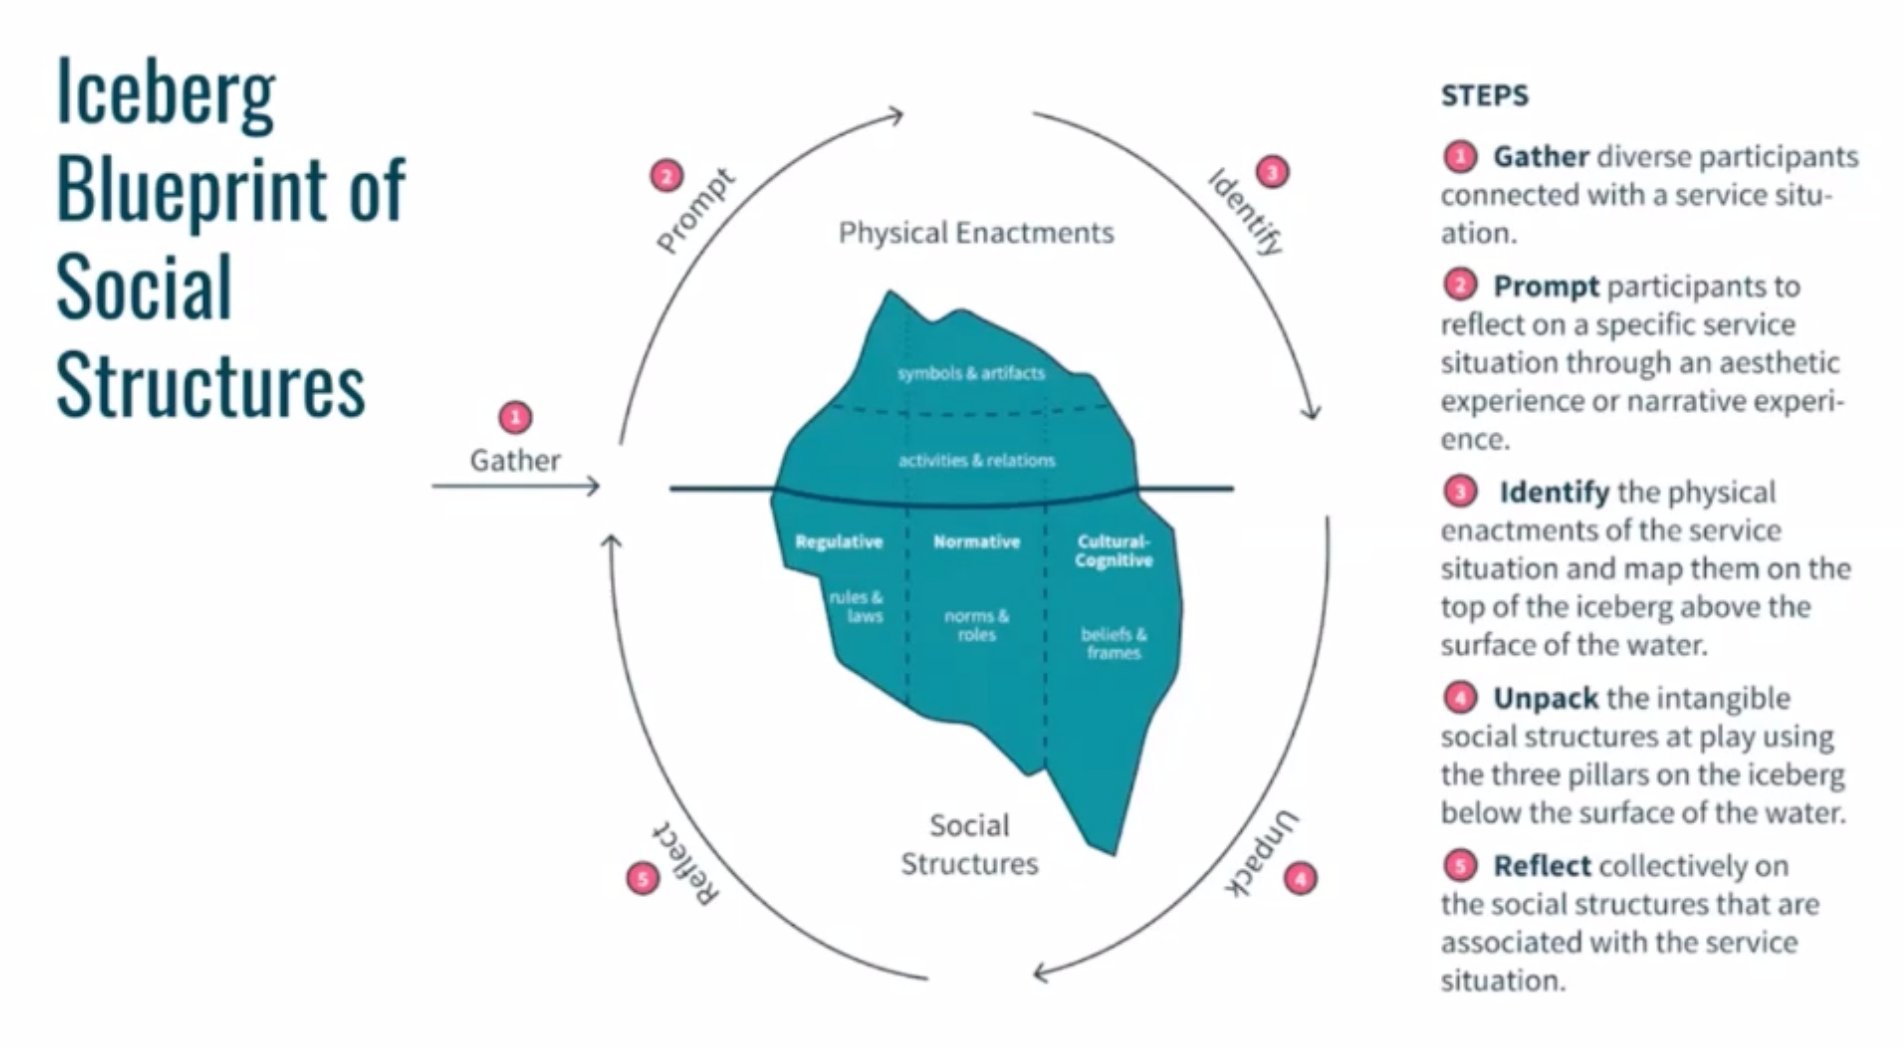 Iceberg
Blueprint of
Social
Structures
1
Gather
2
Prompt
3
Identify
Physical Enactments
symbols & artifacts
activities & relations
Regulative
Normative
Cultural-
Cognitive
rules &
laws
norms &
roles
beliefs &
frames
Social
Structures
4
Unpack
5
Reflect
STEPS
1 Gather diverse participants
connected with a service situ-
ation.
2 Prompt participants to
reflect on a specific service
situation through an aesthetic
experience or narrative experi-
ence.
3 Identify the physical
enactments of the service
situation and map them on the
top of the iceberg above the
surface of the water.
4 Unpack the intangible
social structures at play using
the three pillars on the iceberg
below the surface of the water.
5 Reflect collectively on
the social structures that are
associated with the service
situation.